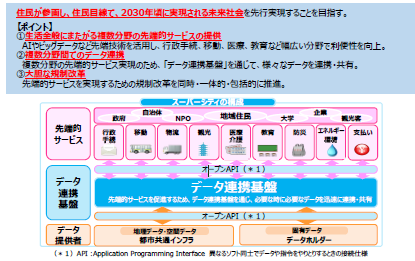 住民が参画し、住民目線で、2030年頃に実現される未来社会を先行実現することを目指す。
【ポイント】
①生活全般にまたがる複数分野の先端的サービスの提供
AIやビッグデータなど先端技術を活用し、行政手続、移動、医療、教育など幅広い分野で利便性を向上。
②複数分野間でのデータ連携
複数分野の先端的サービス実現のため、「データ連携基盤」を通じて、様々なデータを連携・共有。
③大胆な規制改革
先端的サービスを実現するための規制改革を同時・一体的・包括的に推進。
スーパーシティの構成
先端的サービス
政府 自治体 NPO 地域住民 大学 企業 観光客
行政手続 移動 物流 観光 医療介護 教育 防災 エネルギー環境 支払い
オープンAPI（＊１）
データ連携基盤
データ連携基盤
先端的サービスを促進するため、データ連携基盤を通じ、必要な時に必要なデータを迅速に連携・共有
オープンAPI（＊１）
データ提供者
地理データ・空間データ
都市共通インフラ
固有データ
データホルダー
（＊１）API：Application Programming Interface 異なるソフト同士でデータや指令をやりとりするときの接続仕様